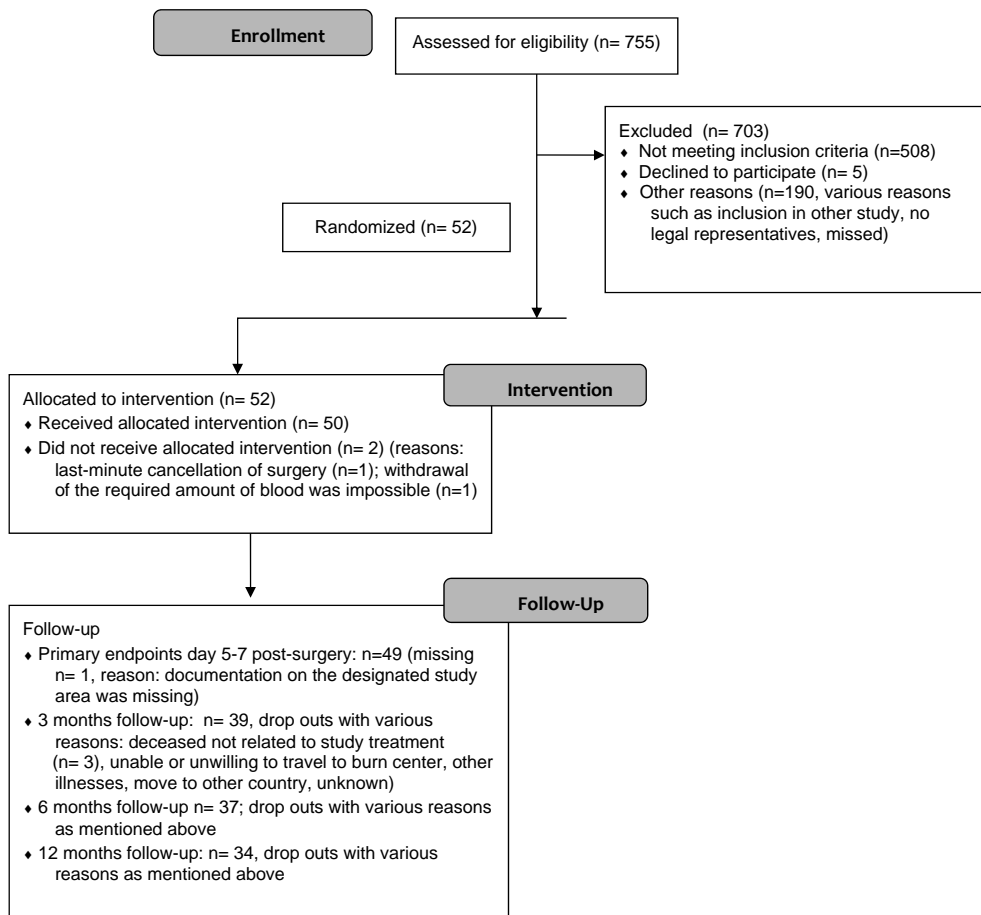 Enrollment
Assessed for eligibility (n= 755)
Excluded (n= 703)
♦ Not meeting inclusion criteria (n=508)
♦ Declined to participate (n= 5)
♦ Other reasons (n=190, various reasons
such as inclusion in other study, no
legal representatives, missed)
Randomized (n= 52)
Intervention
Allocated to intervention (n= 52)
♦ Received allocated intervention (n= 50)
♦ Did not receive allocated intervention (n= 2) (reasons:
last-minute cancellation of surgery (n=1); withdrawal
of the required amount of blood was impossible (n=1)
Follow-Up
Follow-up
♦ Primary endpoints day 5-7 post-surgery: n=49 (missing
n= 1, reason: documentation on the designated study
area was missing)
♦ 3 months follow-up: n= 39, drop outs with various
reasons: deceased not related to study treatment
(n= 3), unable or unwilling to travel to burn center, other
illnesses, move to other country, unknown)
♦ 6 months follow-up n= 37; drop outs with various reasons
as mentioned above
♦ 12 months follow-up: n= 34, drop outs with various
reasons as mentioned above